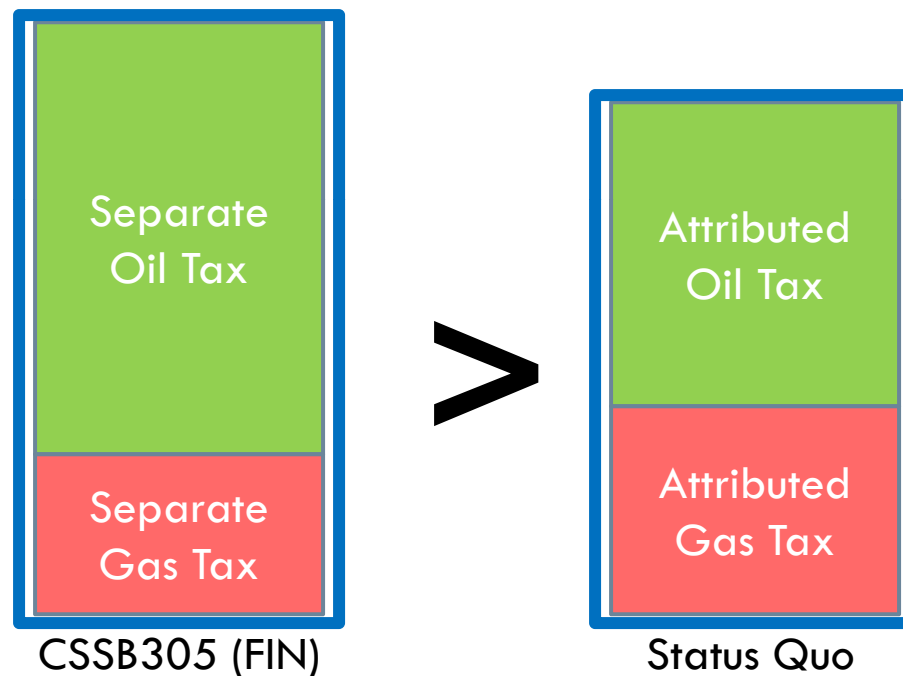 Separate
Oil Tax
Separate
Gas Tax
CSSB305 (FIN)
>
Attributed
Oil Tax
Attributed
Gas Tax
Status Quo